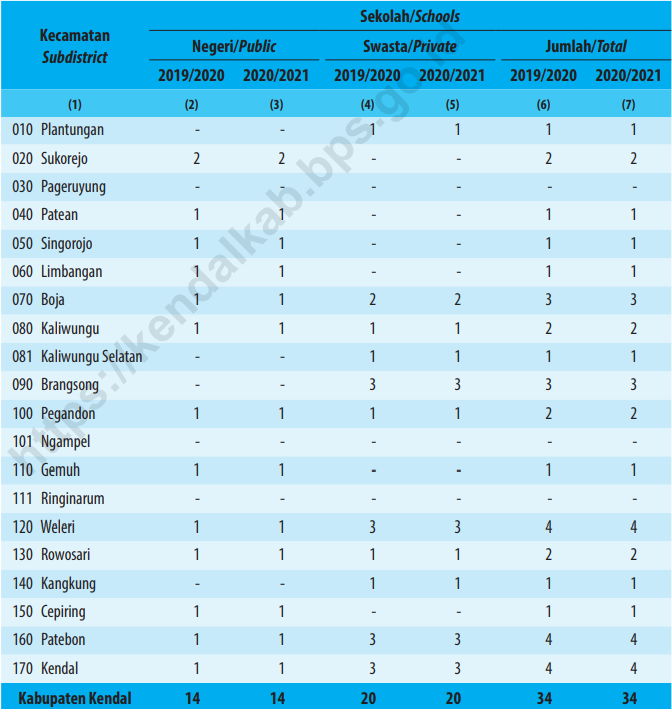 Kecamatan
Subdistrict
Sekolah/Schools
Negeri/Public Swasta/Private Jumlah/Total
2019/2020 2020/2021 2019/2020 2020/2021 2019/2020 2020/2021
(1) (2) (3) (4) (5) (6) (7)
010 Plantungan - - 1 1 1 1
020 Sukorejo 2 2 - - 2 2
030 Pageruyung - - - - - -
040 Patean 1 1 - - 1 1
050 Singorojo 1 1 - - 1 1
060 Limbangan 1 1 - - 1 1
070 Boja 1 1 2 2 3 3
080 Kaliwungu 1 1 1 1 2 2
081 Kaliwungu Selatan - - 1 1 1 1
090 Brangsong - - 3 3 3 3
100 Pegandon 1 1 1 1 2 2
101 Ngampel - - - - - -
110 Gemuh 1 1 - - 1 1
111 Ringinarum - - - - - -
120 Weleri 1 1 3 3 4 4
130 Rowosari 1 1 1 1 2 2
140 Kangkung - - 1 1 1 1
150 Cepiring 1 1 - - 1 1
160 Patebon 1 1 3 3 4 4
170 Kendal 1 1 3 3 4 4
Kabupaten Kendal 14 14 20 20 34 34
https://kendalkab.bps.go.id